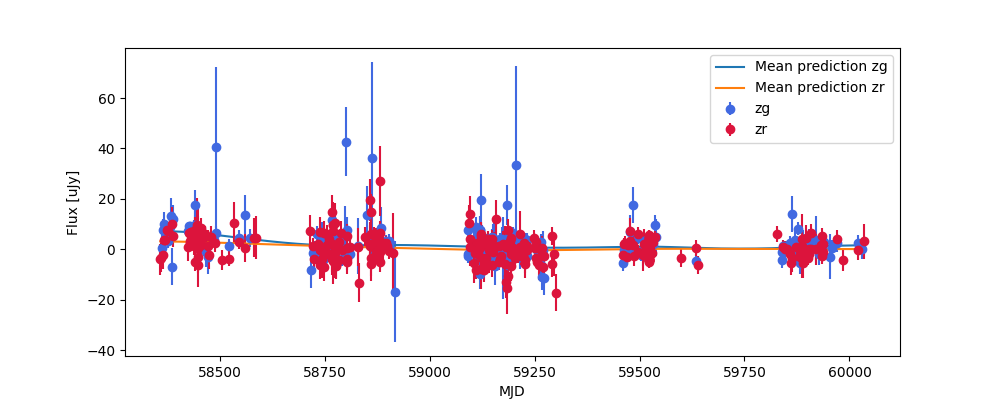 Mean prediction zg
Mean prediction zr
zg
zr
60
40
20
0
−20
−40
Flux [uJy]
58500
58750
59000
59250
59500
59750
60000
MJD